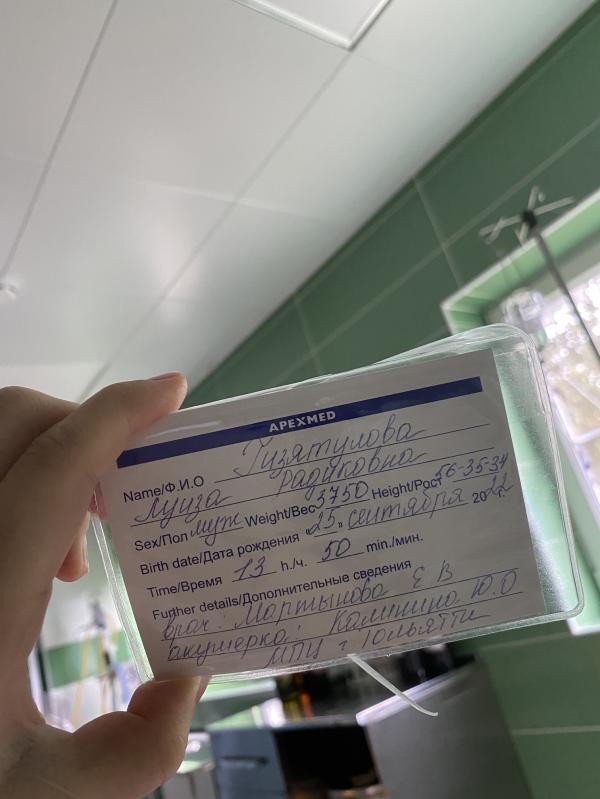 APEXMED
Name/Ф.И.О Гизятулова
Луиза Радиковна
Sex/Пол муж Weight/Вес 3750 Height/Рост 56-35-34
Birth date/Дата рождения "25" сентября 2022
Time/Время 13 h./ч. 50 min./мин.
Further details/Дополнительные сведения
врач: Мартынова Е В
акушерка: Калинина Ю.О
МПЦ г Тольятти